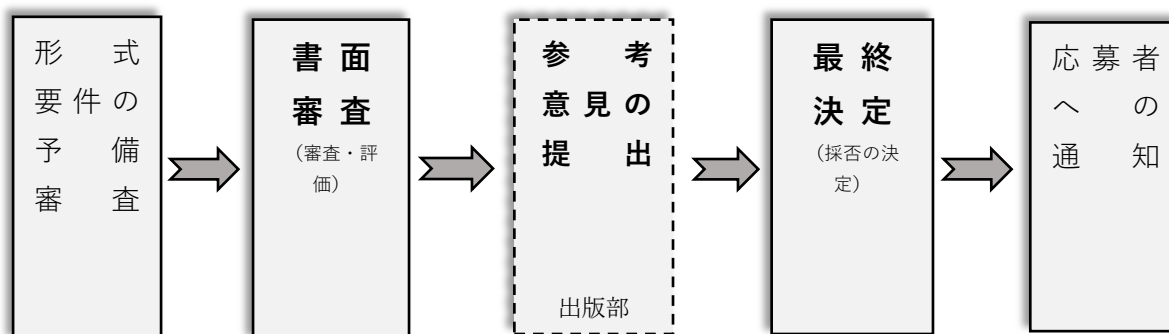 形式
要件の
予備
審査
書面
審査
(審査・評
価)
参考
意見の
提出
出版部
最終
決定
(採否の決
定)
応募者
への
通知